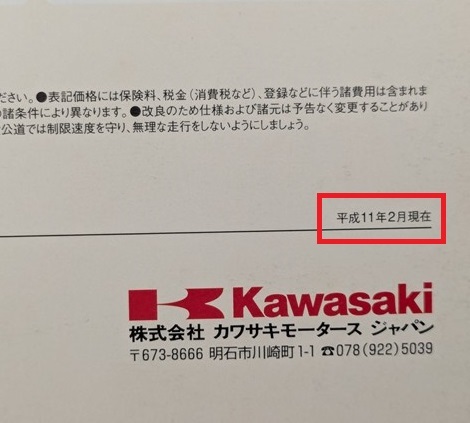 ださい。●表記価格には保険料、税金（消費税など）、登録などに伴う諸費用は含まれま
諸条件により異なります。●改良のため仕様および諸元は予告なく変更することがあり
公道では制限速度を守り、無理な走行をしないようにしましょう。
平成11年2月現在
Kawasaki
株式会社 カワサキモータース ジャパン
〒673-8666 明石市川崎町1-1 ☎078（922）5039